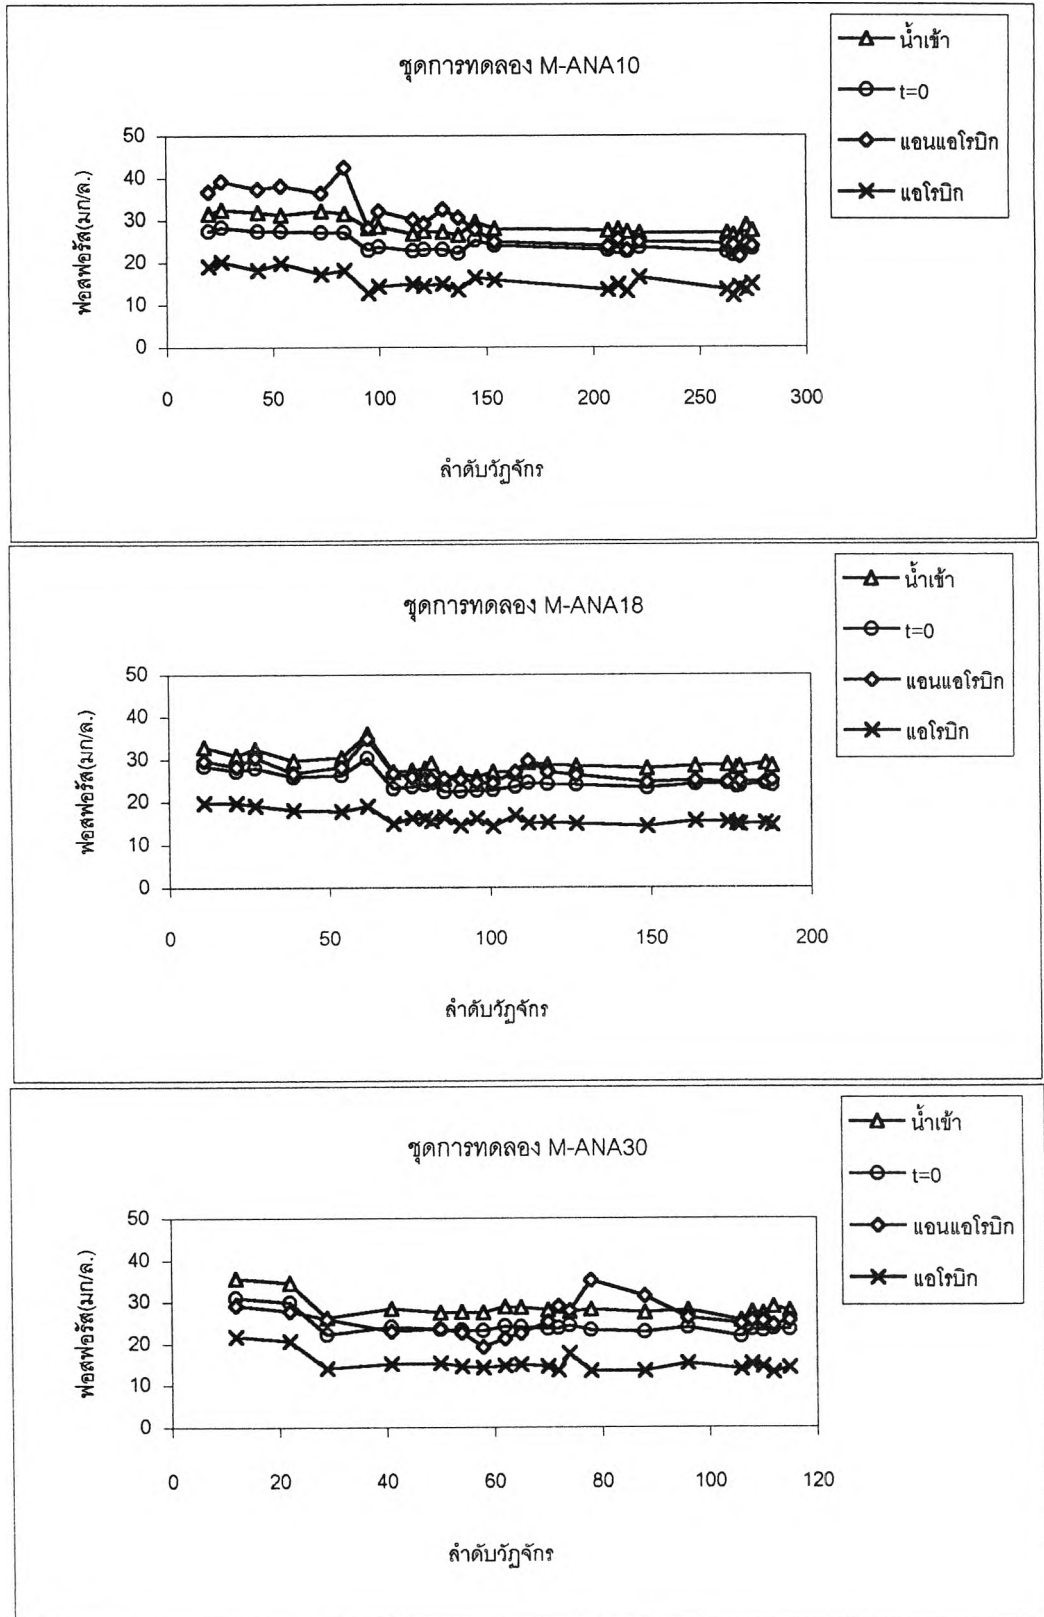 ชุดการทดลอง M-ANA10
น้ำเข้า
t=0
แอนแอโรบิก
แอโรบิก
ฟอสฟอรัส(มก/ล.)
50
40
30
20
10
0
0 50 100 150 200 250 300
ลำดับวัฏจักร
ชุดการทดลอง M-ANA18
น้ำเข้า
t=0
แอนแอโรบิก
แอโรบิก
ฟอสฟอรัส(มก/ล.)
50
40
30
20
10
0
0 50 100 150 200
ลำดับวัฏจักร
ชุดการทดลอง M-ANA30
น้ำเข้า
t=0
แอนแอโรบิก
แอโรบิก
ฟอสฟอรัส(มก/ล.)
50
40
30
20
10
0
0 20 40 60 80 100 120
ลำดับวัฏจักร